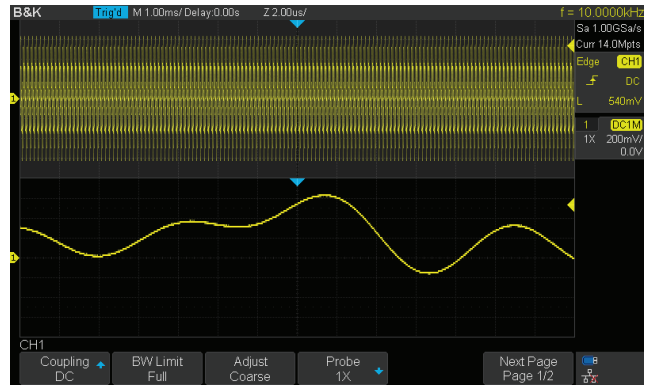 B&K Trig'd M 1.00ms/ Delay:0.00s Z 2.00us/ f = 10.0000kHz
Sa 1.00GSa/s
Curr 14.0Mpts
Edge CH1
DC
L 540mV
1 DC1M
1X 200mV/
0.0V
1
1
CH1
Coupling BW Limit Adjust Probe Next Page
DC Full Coarse 1X Page 1/2